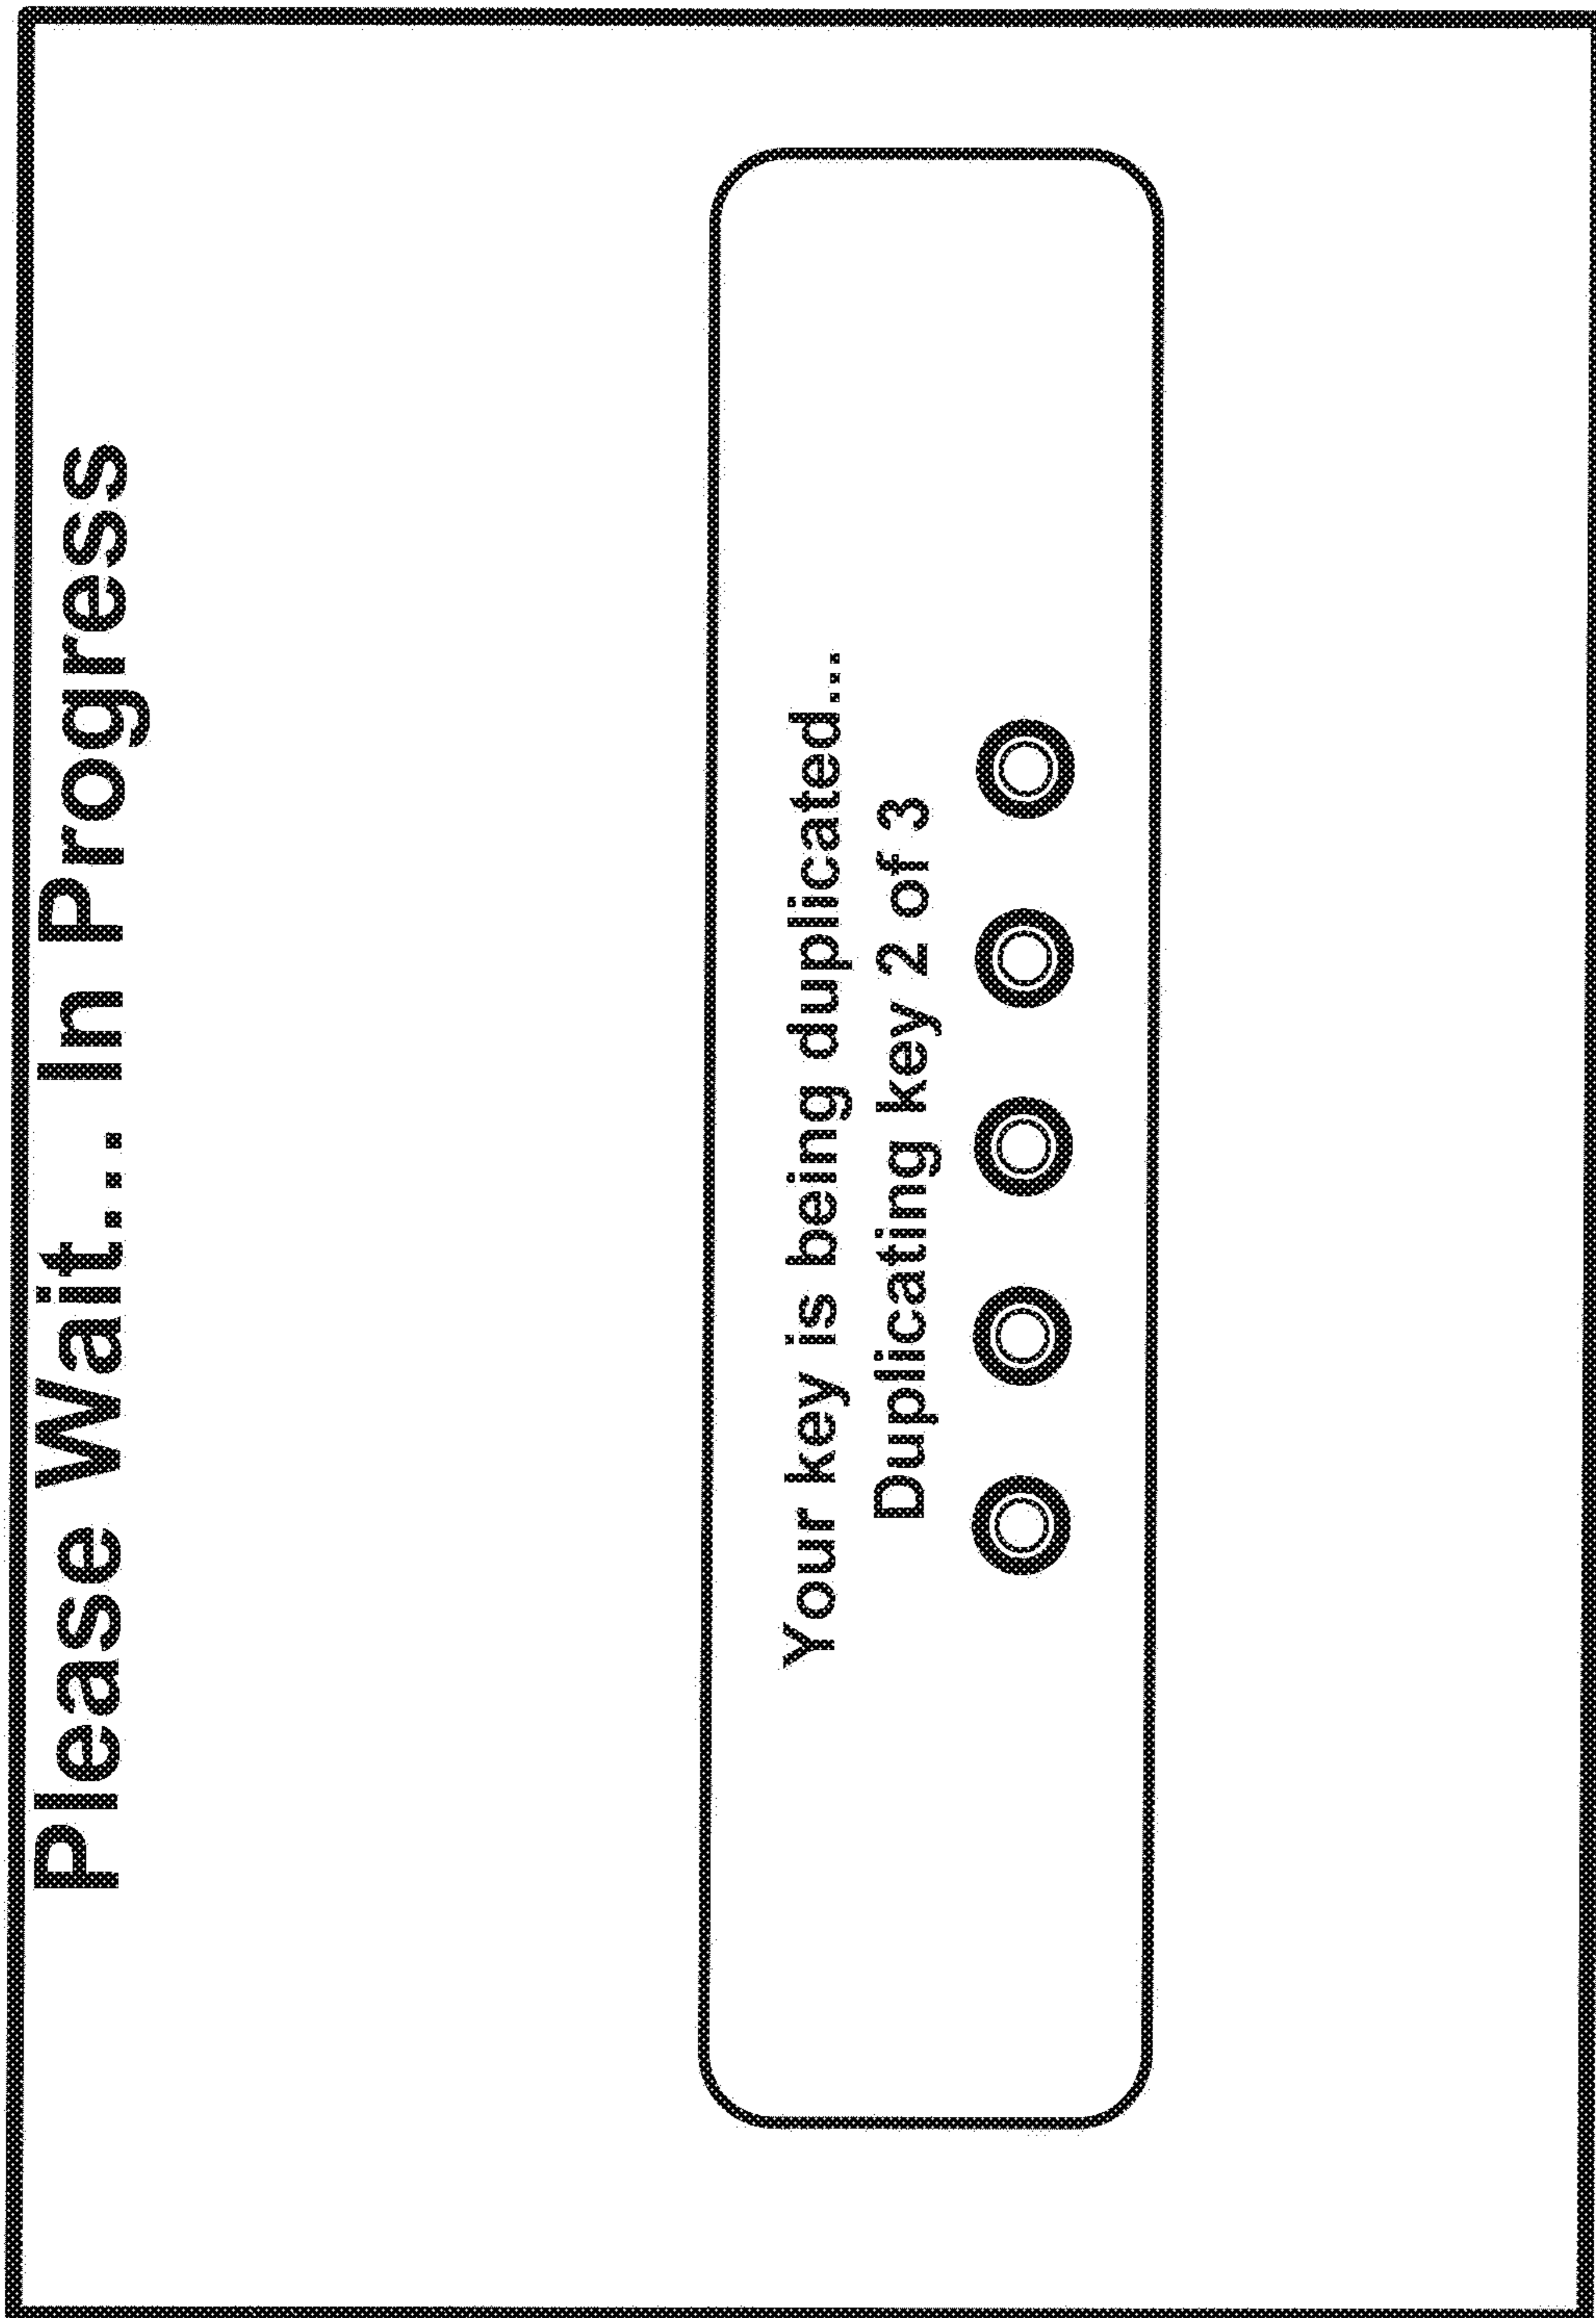 Please Wait... In Progress
Your key is being duplicated...
Duplicating key 2 of 3